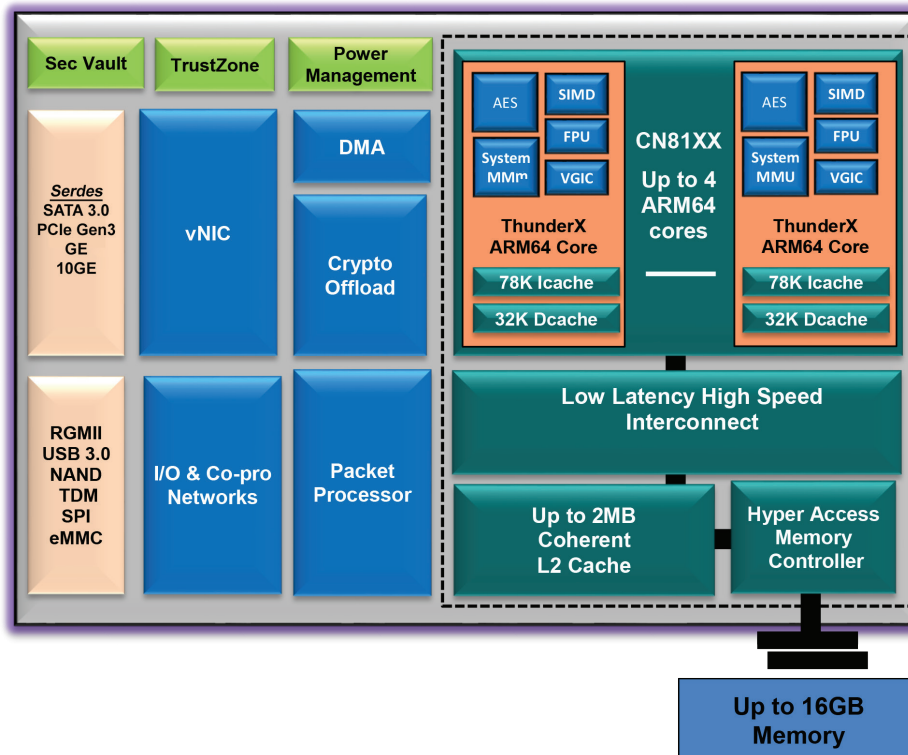 Sec Vault
TrustZone
Power
Management
Serdes
SATA 3.0
PCIe Gen3
GE
10GE
vNIC
DMA
Crypto
Offload
RGMII
USB 3.0
NAND
TDM
SPI
eMMC
I/O & Co-pro
Networks
Packet
Processor
AES
SIMD
FPU
System
MMm
VGIC
ThunderX
ARM64 Core
78K Icache
32K Dcache
CN81XX
Up to 4
ARM64
cores
AES
SIMD
FPU
System
MMU
VGIC
ThunderX
ARM64 Core
78K Icache
32K Dcache
Low Latency High Speed
Interconnect
Up to 2MB
Coherent
L2 Cache
Hyper Access
Memory
Controller
Up to 16GB
Memory